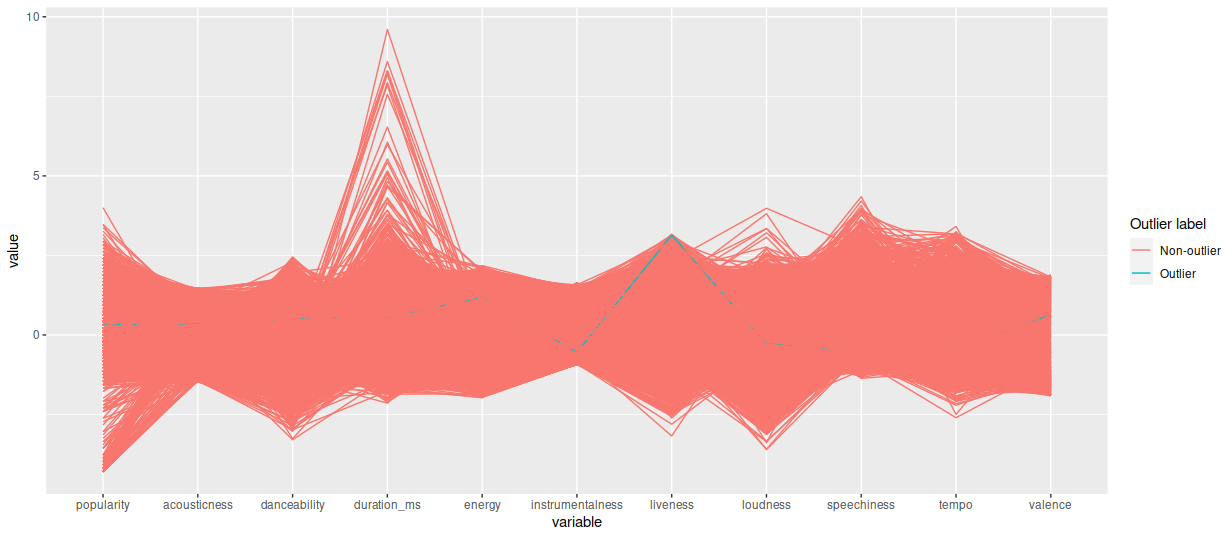 10
5
0
value
popularity acousticness danceability duration_ms energy instrumentalness liveness loudness speechiness tempo valence
variable
Outlier label
Non-outlier
Outlier